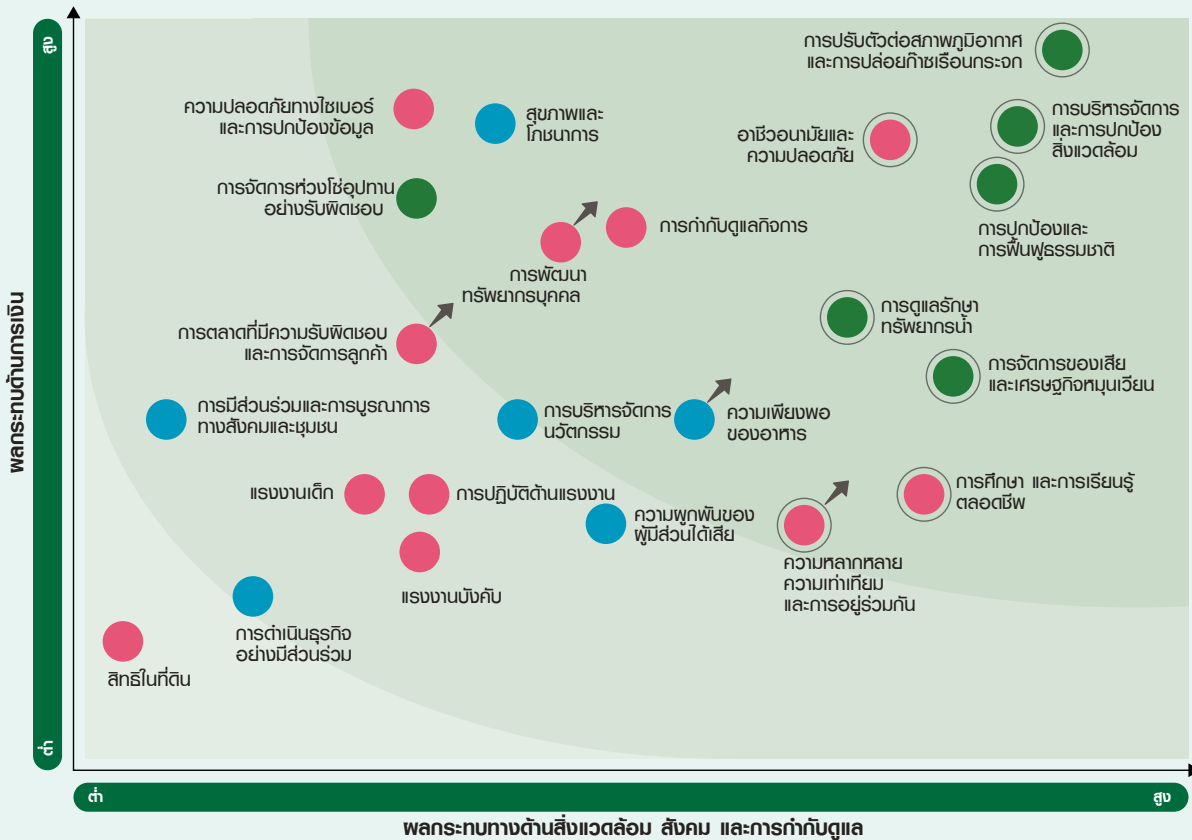 สูง
การปรับตัวต่อสภาพภูมิอากาศ
และการปล่อยก๊าซเรือนกระจก
ความปลอดภัยทางไซเบอร์
และการปกป้องข้อมูล
สุขภาพและ
โภชนาการ
อาชีวอนามัยและ
ความปลอดภัย
การบริหารจัดการ
และการปกป้อง
สิ่งแวดล้อม
การจัดการห่วงโซ่อุปทาน
อย่างรับผิดชอบ
การกำกับดูแลกิจการ
การปกป้องและ
การฟื้นฟูธรรมชาติ
การพัฒนา
ทรัพยากรบุคคล
ผลกระทบด้านการเงิน
การตลาดที่มีความรับผิดชอบ
และการจัดการลูกค้า
การดูแลรักษา
ทรัพยากรน้ำ
การจัดการของเสีย
และเศรษฐกิจหมุนเวียน
การมีส่วนร่วมและการบูรณาการ
ทางสังคมและชุมชน
การบริหารจัดการ
นวัตกรรม
ความเพียงพอ
ของอาหาร
แรงงานเด็ก
การปฏิบัติด้านแรงงาน
ความผูกพันของ
ผู้มีส่วนได้เสีย
การศึกษา และการเรียนรู้
ตลอดชีพ
แรงงานบังคับ
ความหลากหลาย
ความเท่าเทียม
และการอยู่ร่วมกัน
การดำเนินธุรกิจ
อย่างมีส่วนร่วม
สิทธิในที่ดิน
ต่ำ
ต่ำ
สูง
ผลกระทบทางด้านสิ่งแวดล้อม สังคม และการกำกับดูแล